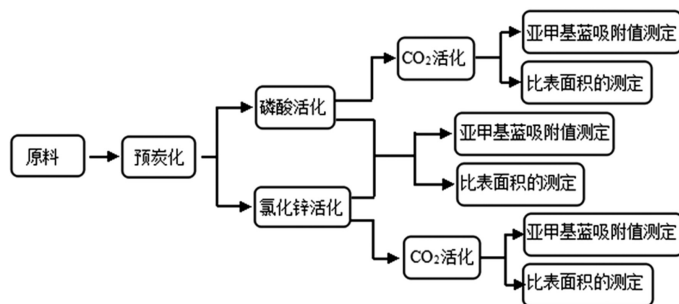 亚甲基蓝吸附值测定
CO₂活化
比表面积的测定
磷酸活化
亚甲基蓝吸附值测定
原料
预炭化
比表面积的测定
氯化锌活化
亚甲基蓝吸附值测定
CO₂活化
比表面积的测定